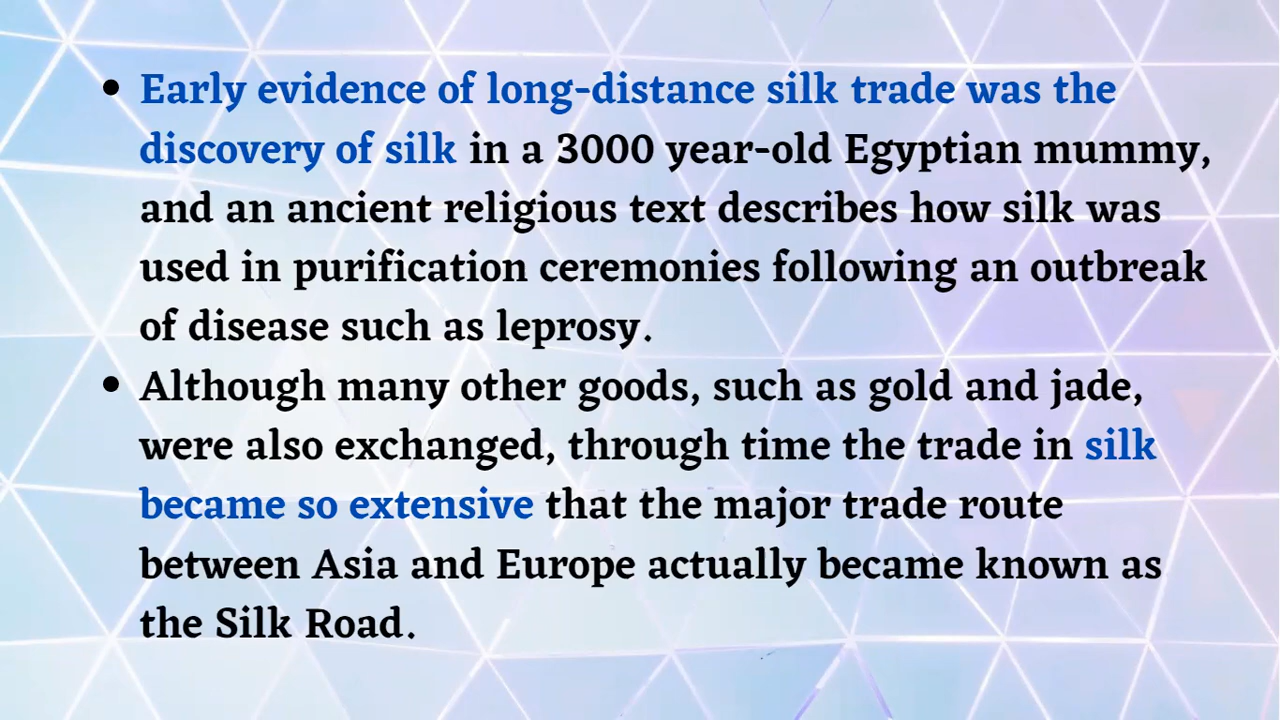 • Early evidence of long-distance silk trade was the
discovery of silk in a 3000 year-old Egyptian mummy,
and an ancient religious text describes how silk was
used in purification ceremonies following an outbreak
of disease such as leprosy.
• Although many other goods, such as gold and jade,
were also exchanged, through time the trade in silk
became so extensive that the major trade route
between Asia and Europe actually became known as
the Silk Road.